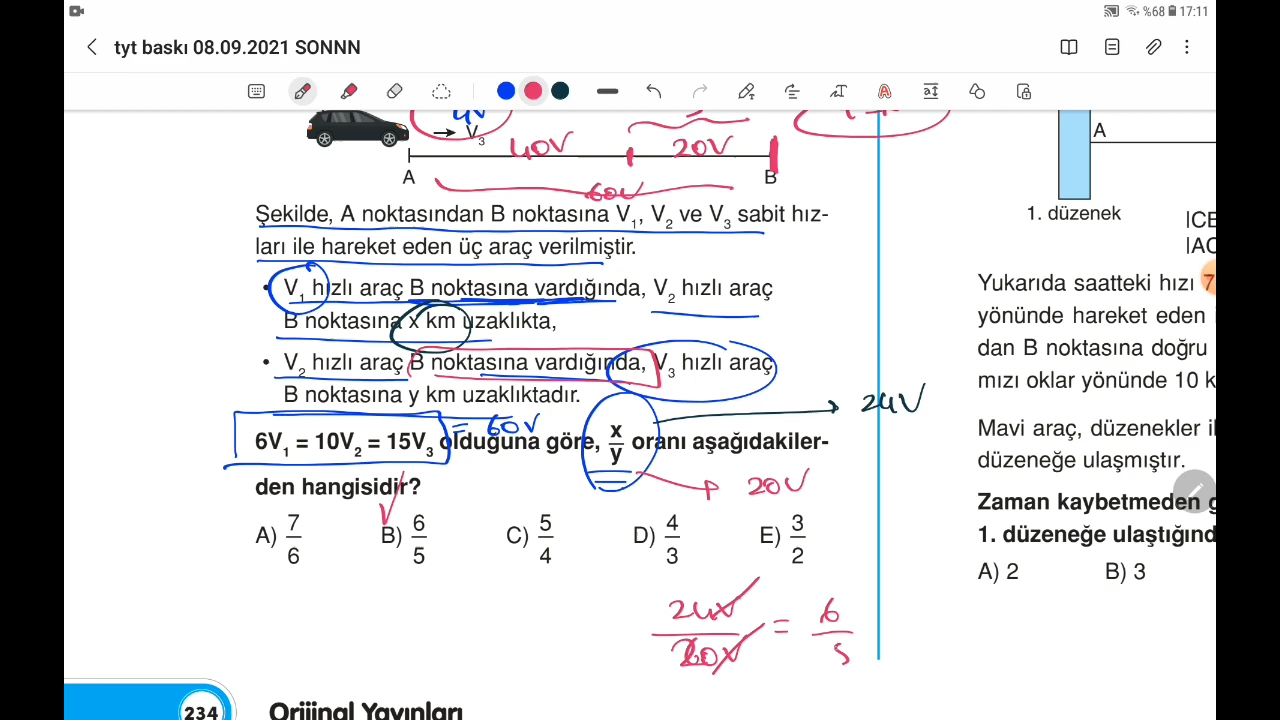 %68 17:11
tyt baskı 08.09.2021 SONNN
4V
→ V3
40V
20V
A
B
60V
Şekilde, A noktasından B noktasına V1, V2 ve V3 sabit hız-
ları ile hareket eden üç araç verilmiştir.
• V1 hızlı araç B noktasına vardığında, V2 hızlı araç
B noktasına x km uzaklıkta,
• V2 hızlı araç B noktasına vardığında, V3 hızlı araç
B noktasına y km uzaklıktadır.
24V
= 60V
6V1 = 10V2 = 15V3 olduğuna göre, x/y oranı aşağıdakiler-
den hangisidir?
20V
A) 7/6 B) 6/5 C) 5/4 D) 4/3 E) 3/2
24V/20V = 6/5
234 Orijinal Yayınları
A
1. düzenek
|CE
|AC
Yukarıda saatteki hızı 7
yönünde hareket eden
dan B noktasına doğru
mızı oklar yönünde 10 k
Mavi araç, düzenekler
düzeneğe ulaşmıştır.
Zaman kaybetmeden g
1. düzeneğe ulaştığınd
A) 2 B) 3